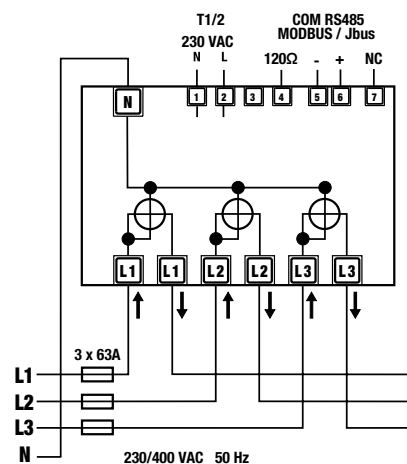 T1/2 COM RS485
230 VAC MODBUS / Jbus
N L 120Ω - + NC
N 1 2 3 4 5 6 7
L1 L1 L2 L2 L3 L3
3 x 63A
L1
L2
L3
N 230/400 VAC 50 Hz